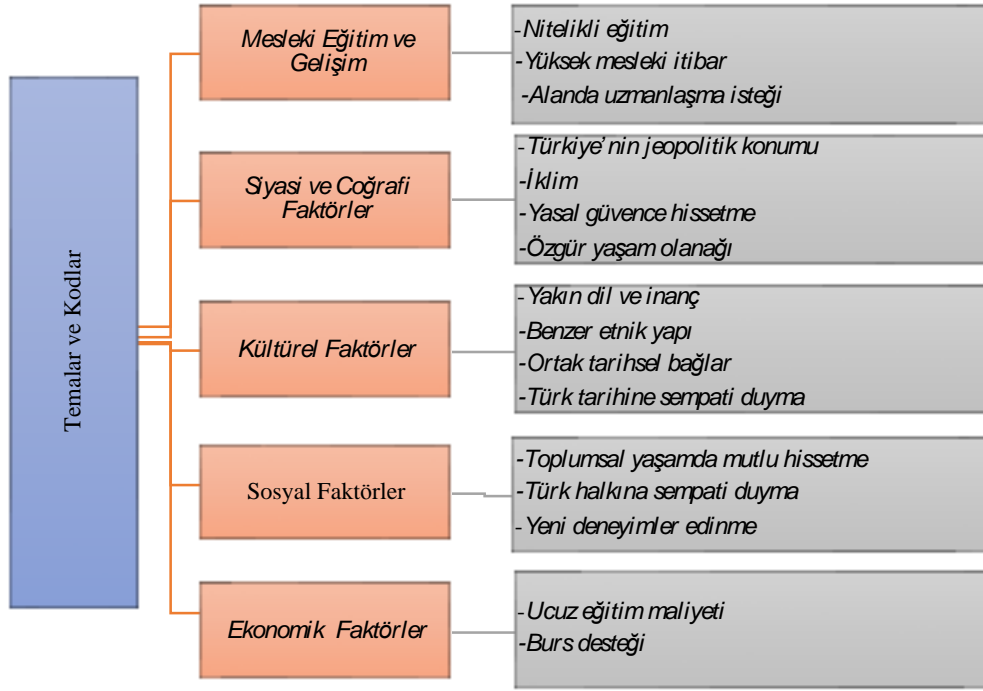 Temalar ve Kodlar
Mesleki Eğitim ve
Gelişim
-Nitelikli eğitim
-Yüksek mesleki itibar
-Alanda uzmanlaşma isteği
Siyasi ve Coğrafi
Faktörler
-Türkiye'nin jeopolitik konumu
-İklim
-Yasal güvence hissetme
-Özgür yaşam olanağı
Kültürel Faktörler
-Yakın dil ve inanç
-Benzer etnik yapı
-Ortak tarihsel bağlar
-Türk tarihine sempati duyma
Sosyal Faktörler
-Toplumsal yaşamda mutlu hissetme
-Türk halkına sempati duyma
-Yeni deneyimler edinme
Ekonomik Faktörler
-Ucuz eğitim maliyeti
-Burs desteği